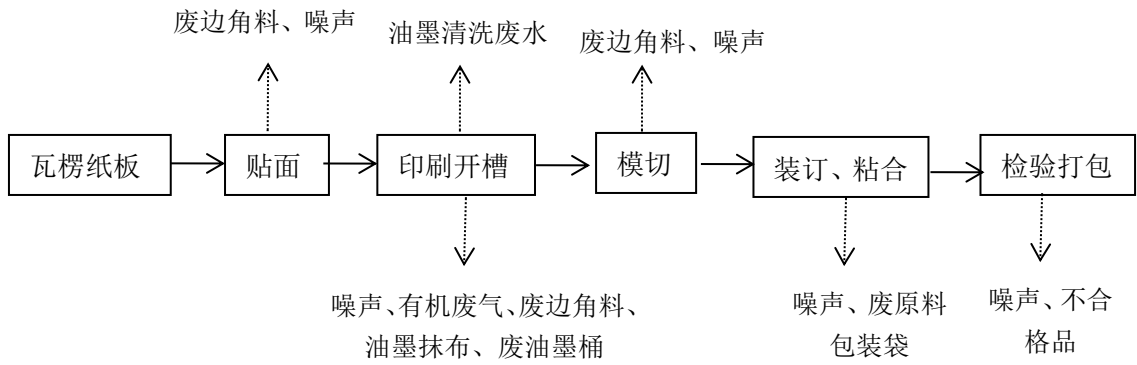 废边角料、噪声
油墨清洗废水
废边角料、噪声
瓦楞纸板
贴面
印刷开槽
模切
装订、粘合
检验打包
噪声、有机废气、废边角料、
油墨抹布、废油墨桶
噪声、废原料
包装袋
噪声、不合
格品